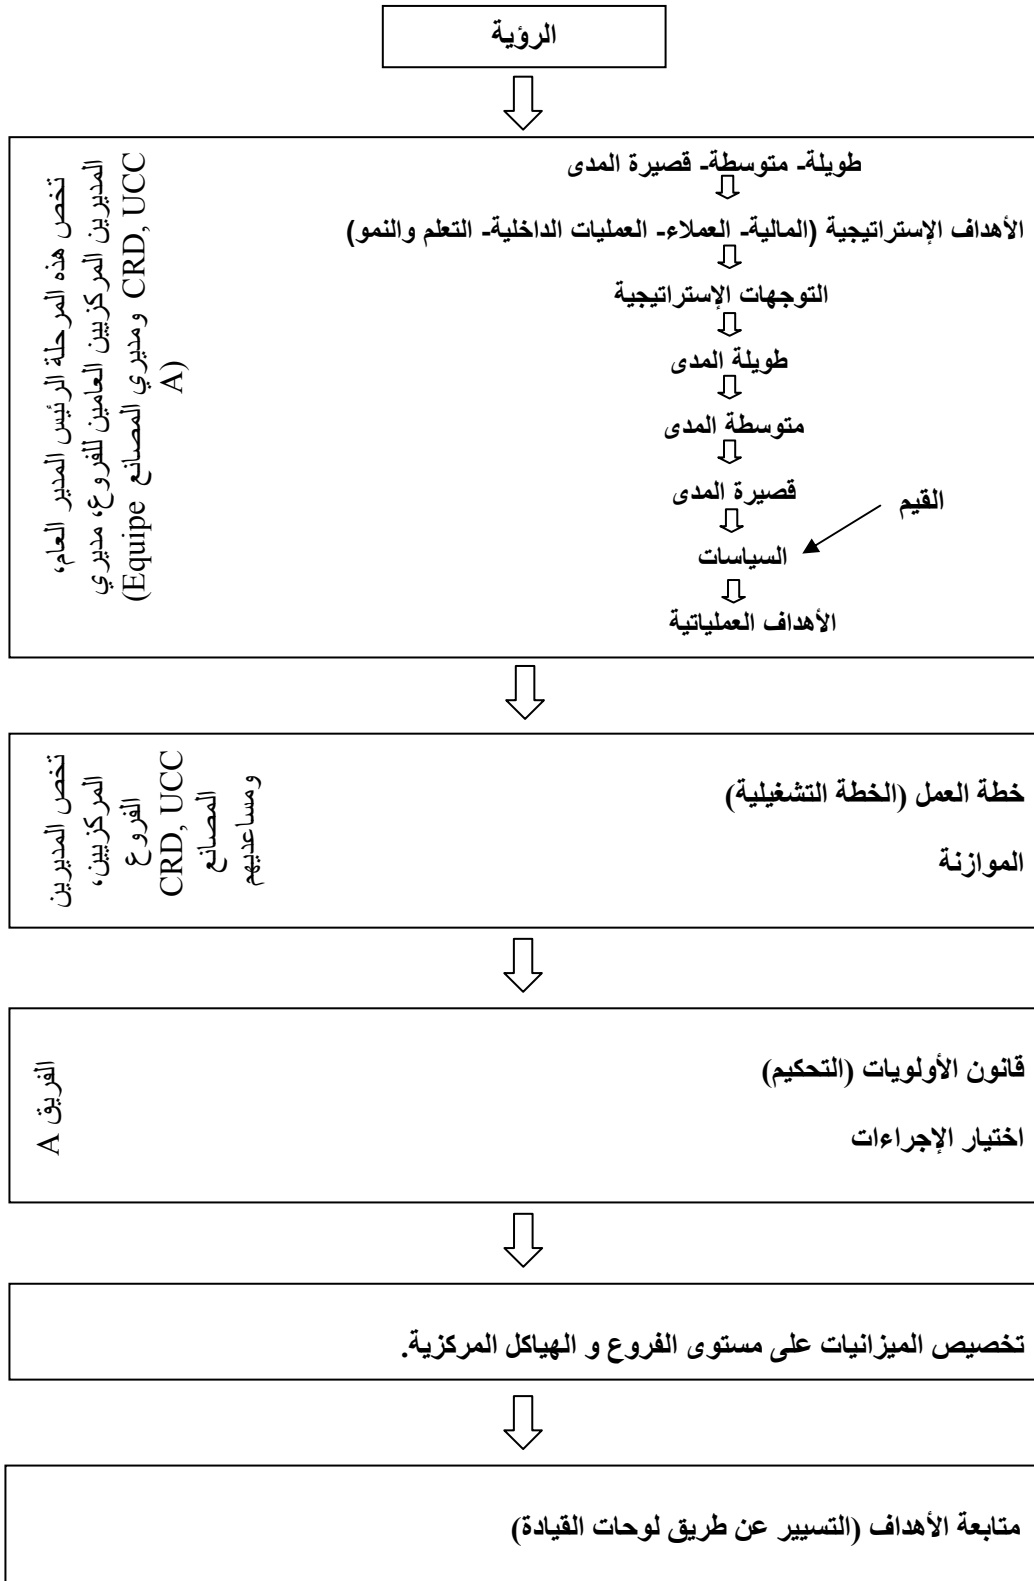 الرؤية
طويلة- متوسطة- قصيرة المدى
الأهداف الإستراتيجية (المالية- العملاء- العمليات الداخلية- التعلم والنمو)
التوجهات الإستراتيجية
طويلة المدى
متوسطة المدى
قصيرة المدى
القيم
السياسات
الأهداف العملياتية
تخص هذه المرحلة الرئيس المدير العام،
المديرين المركزيين العامين للفروع، مديري
CRD, UCC ومديري المصانع Equipe)
A)
خطة العمل (الخطة التشغيلية)
الموازنة
تخص المديرين
المركزيين،
الفروع
CRD, UCC
المصانع
ومساعديهم
قانون الأولويات (التحكيم)
اختيار الإجراءات
الفريق A
تخصيص الميزانيات على مستوى الفروع و الهياكل المركزية.
متابعة الأهداف (التسيير عن طريق لوحات القيادة)